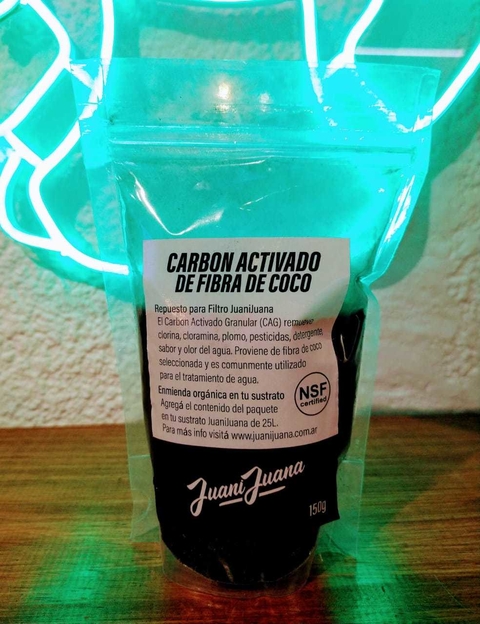 CARBON ACTIVADO
DE FIBRA DE COCO
Repuesto para Filtro JuaniJuana
El Carbon Activado Granular (CAG) remueve
clorina, cloramina, plomo, pesticidas, detergente,
sabor y olor del agua. Proviene de fibra de coco
seleccionada y es comunmente utilizado
para el tratamiento de agua.
Enmienda orgánica en tu sustrato
Agregá el contenido del paquete
en tu sustrato JuaniJuana de 25L.
Para más info visitá www.juanijuana.com.ar
NSF
certified
JuaniJuana
150g